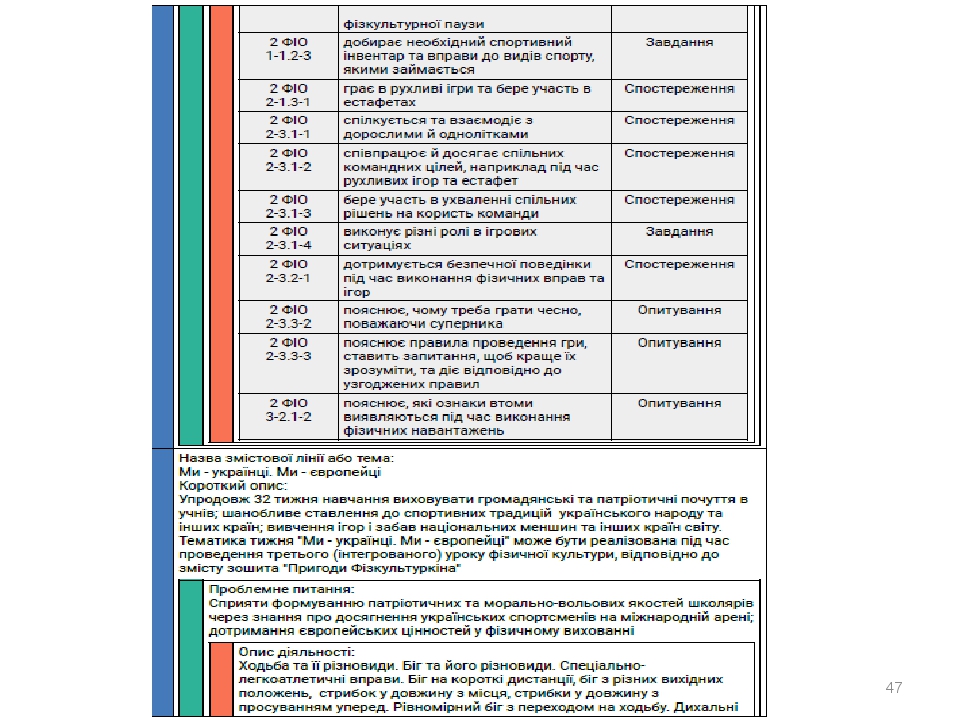 фізкультурної паузи
2 ФІО
1-1.2-3
добирає необхідний спортивний
інвентар та вправи до видів спорту,
якими займається
Завдання
2 ФІО
2-1.3-1
грає в рухливі ігри та бере участь в
естафетах
Спостереження
2 ФІО
2-3.1-1
спілкується та взаємодіє з
дорослими й однолітками
Спостереження
2 ФІО
2-3.1-2
співпрацює й досягає спільних
командних цілей, наприклад під час
рухливих ігор та естафет
Спостереження
2 ФІО
2-3.1-3
бере участь в ухваленні спільних
рішень на користь команди
Спостереження
2 ФІО
2-3.1-4
виконує різні ролі в ігрових
ситуаціях
Завдання
2 ФІО
2-3.2-1
дотримується безпечної поведінки
під час виконання фізичних вправ та
ігор
Спостереження
2 ФІО
2-3.3-2
пояснює, чому треба грати чесно,
поважаючи суперника
Опитування
2 ФІО
2-3.3-3
пояснює правила проведення гри,
ставить запитання, щоб краще їх
зрозуміти, та діє відповідно до
узгоджених правил
Опитування
2 ФІО
3-2.1-2
пояснює, які ознаки втоми
виявляються під час виконання
фізичних навантажень
Опитування
Назва змістової лінії або тема:
Ми - українці. Ми - європейці
Короткий опис:
Упродовж 32 тижня навчання виховувати громадянські та патріотичні почуття в
учнів; шанобливе ставлення до спортивних традицій українського народу та
інших країн; вивчення ігор і забав національних меншин та інших країн світу.
Тематика тижня "Ми - українці. Ми - європейці" може бути реалізована під час
проведення третього (інтегрованого) уроку фізичної культури, відповідно до
змісту зошита "Пригоди Фізкультуркіна"
Проблемне питання:
Сприяти формуванню патріотичних та морально-вольових якостей школярів
через знання про досягнення українських спортсменів на міжнародній арені;
дотримання європейських цінностей у фізичному вихованні
Опис діяльності:
Ходьба та її різновиди. Біг та його різновиди. Спеціально-
легкоатлетичні вправи. Біг на короткі дистанції, біг з різних вихідних
положень, стрибок у довжину з місця, стрибки у довжину з
просуванням уперед. Рівномірний біг з переходом на ходьбу. Дихальні
47